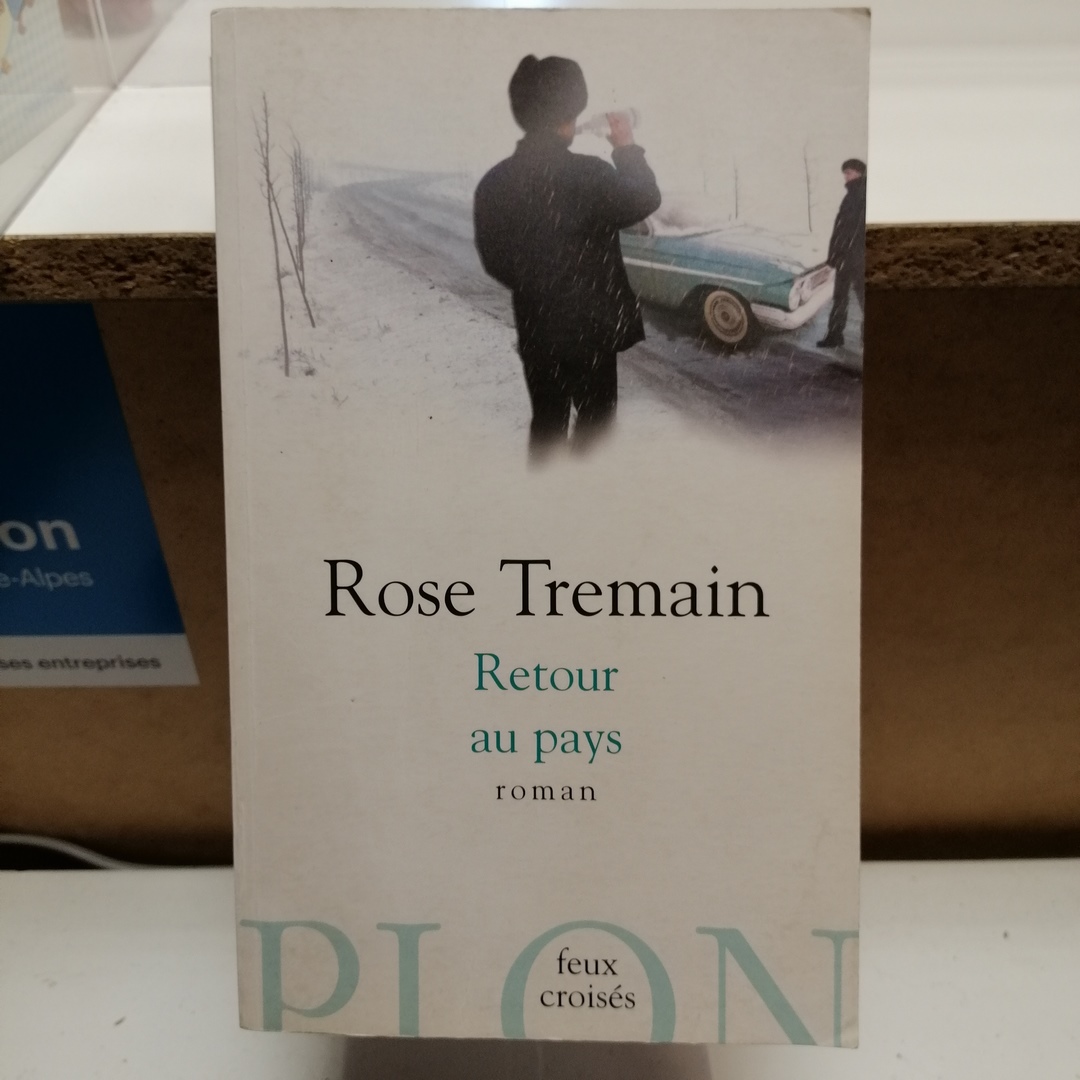 Rose Tremain
Retour
au pays
roman
PLON
feux
croisés
on
e-Alpes
ses entreprises